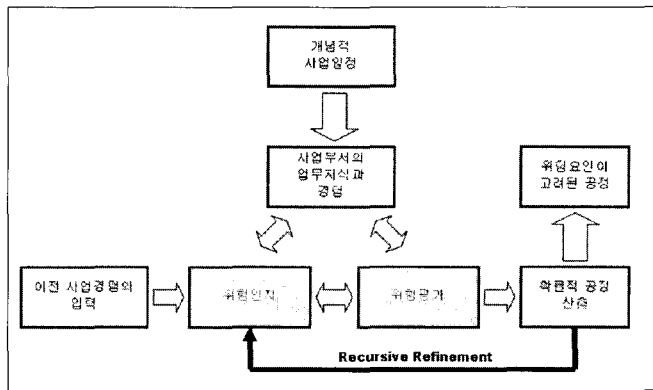 개념적
사업일정
사업부서의
업무지식과
경험
위험요인이
고려된 공정
이전 사업경험의
입력
위험인지
위험평가
확률적 공정
산출
Recursive Refinement